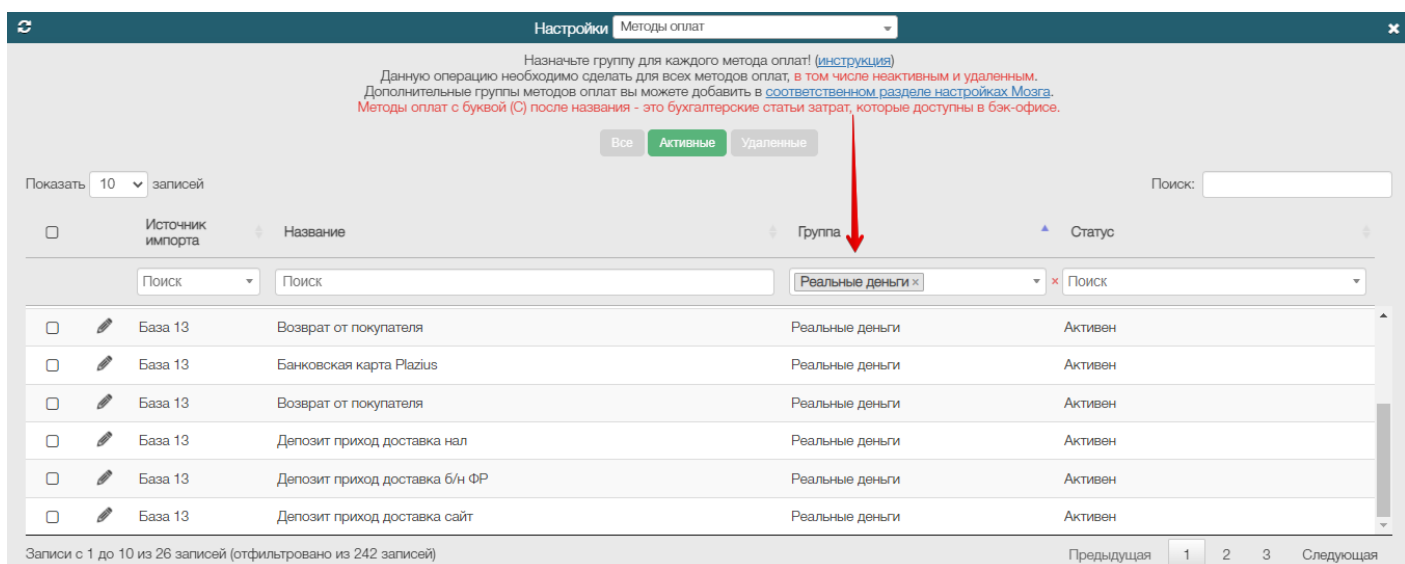 Настройки Методы оплат
Назначьте группу для каждого метода оплат! (инструкция)
Данную операцию необходимо сделать для всех методов оплат, в том числе неактивным и удаленным.
Дополнительные группы методов оплат вы можете добавить в соответственном разделе настройках Мозга.
Методы оплат с буквой (С) после названия - это бухгалтерские статьи затрат, которые доступны в бэк-офисе.
Все Активные Удаленные
Показать 10 записей Поиск:
Источник импорта Название Группа Статус
Поиск Поиск Реальные деньги × × Поиск
База 13 Возврат от покупателя Реальные деньги Активен
База 13 Банковская карта Plazius Реальные деньги Активен
База 13 Возврат от покупателя Реальные деньги Активен
База 13 Депозит приход доставка нал Реальные деньги Активен
База 13 Депозит приход доставка б/н ФР Реальные деньги Активен
База 13 Депозит приход доставка сайт Реальные деньги Активен
Записи с 1 до 10 из 26 записей (отфильтровано из 242 записей) Предыдущая 1 2 3 Следующая